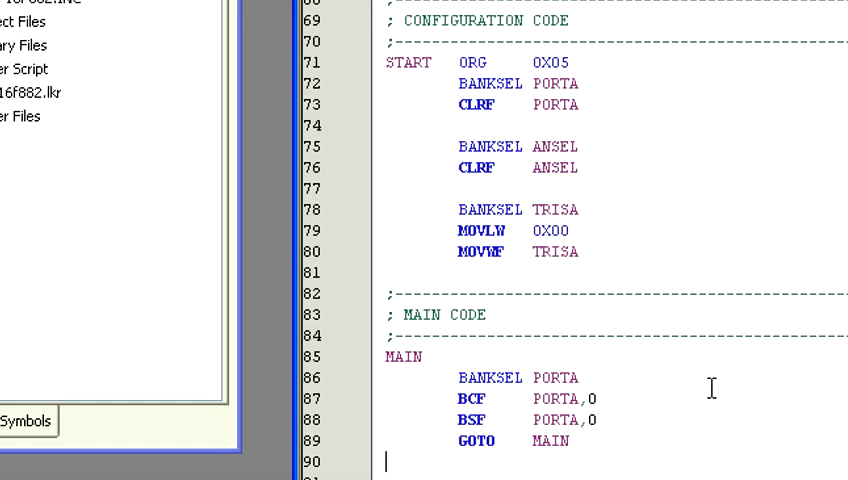 ect Files
ary Files
er Script
16f882.lkr
er Files
Symbols
69 ; CONFIGURATION CODE
70 ;------------------------------------------------
71 START ORG 0X05
72 BANKSEL PORTA
73 CLRF PORTA
74
75 BANKSEL ANSEL
76 CLRF ANSEL
77
78 BANKSEL TRISA
79 MOVLW 0X00
80 MOVWF TRISA
81
82 ;------------------------------------------------
83 ; MAIN CODE
84 ;------------------------------------------------
85 MAIN
86 BANKSEL PORTA
87 BCF PORTA,0
88 BSF PORTA,0
89 GOTO MAIN
90